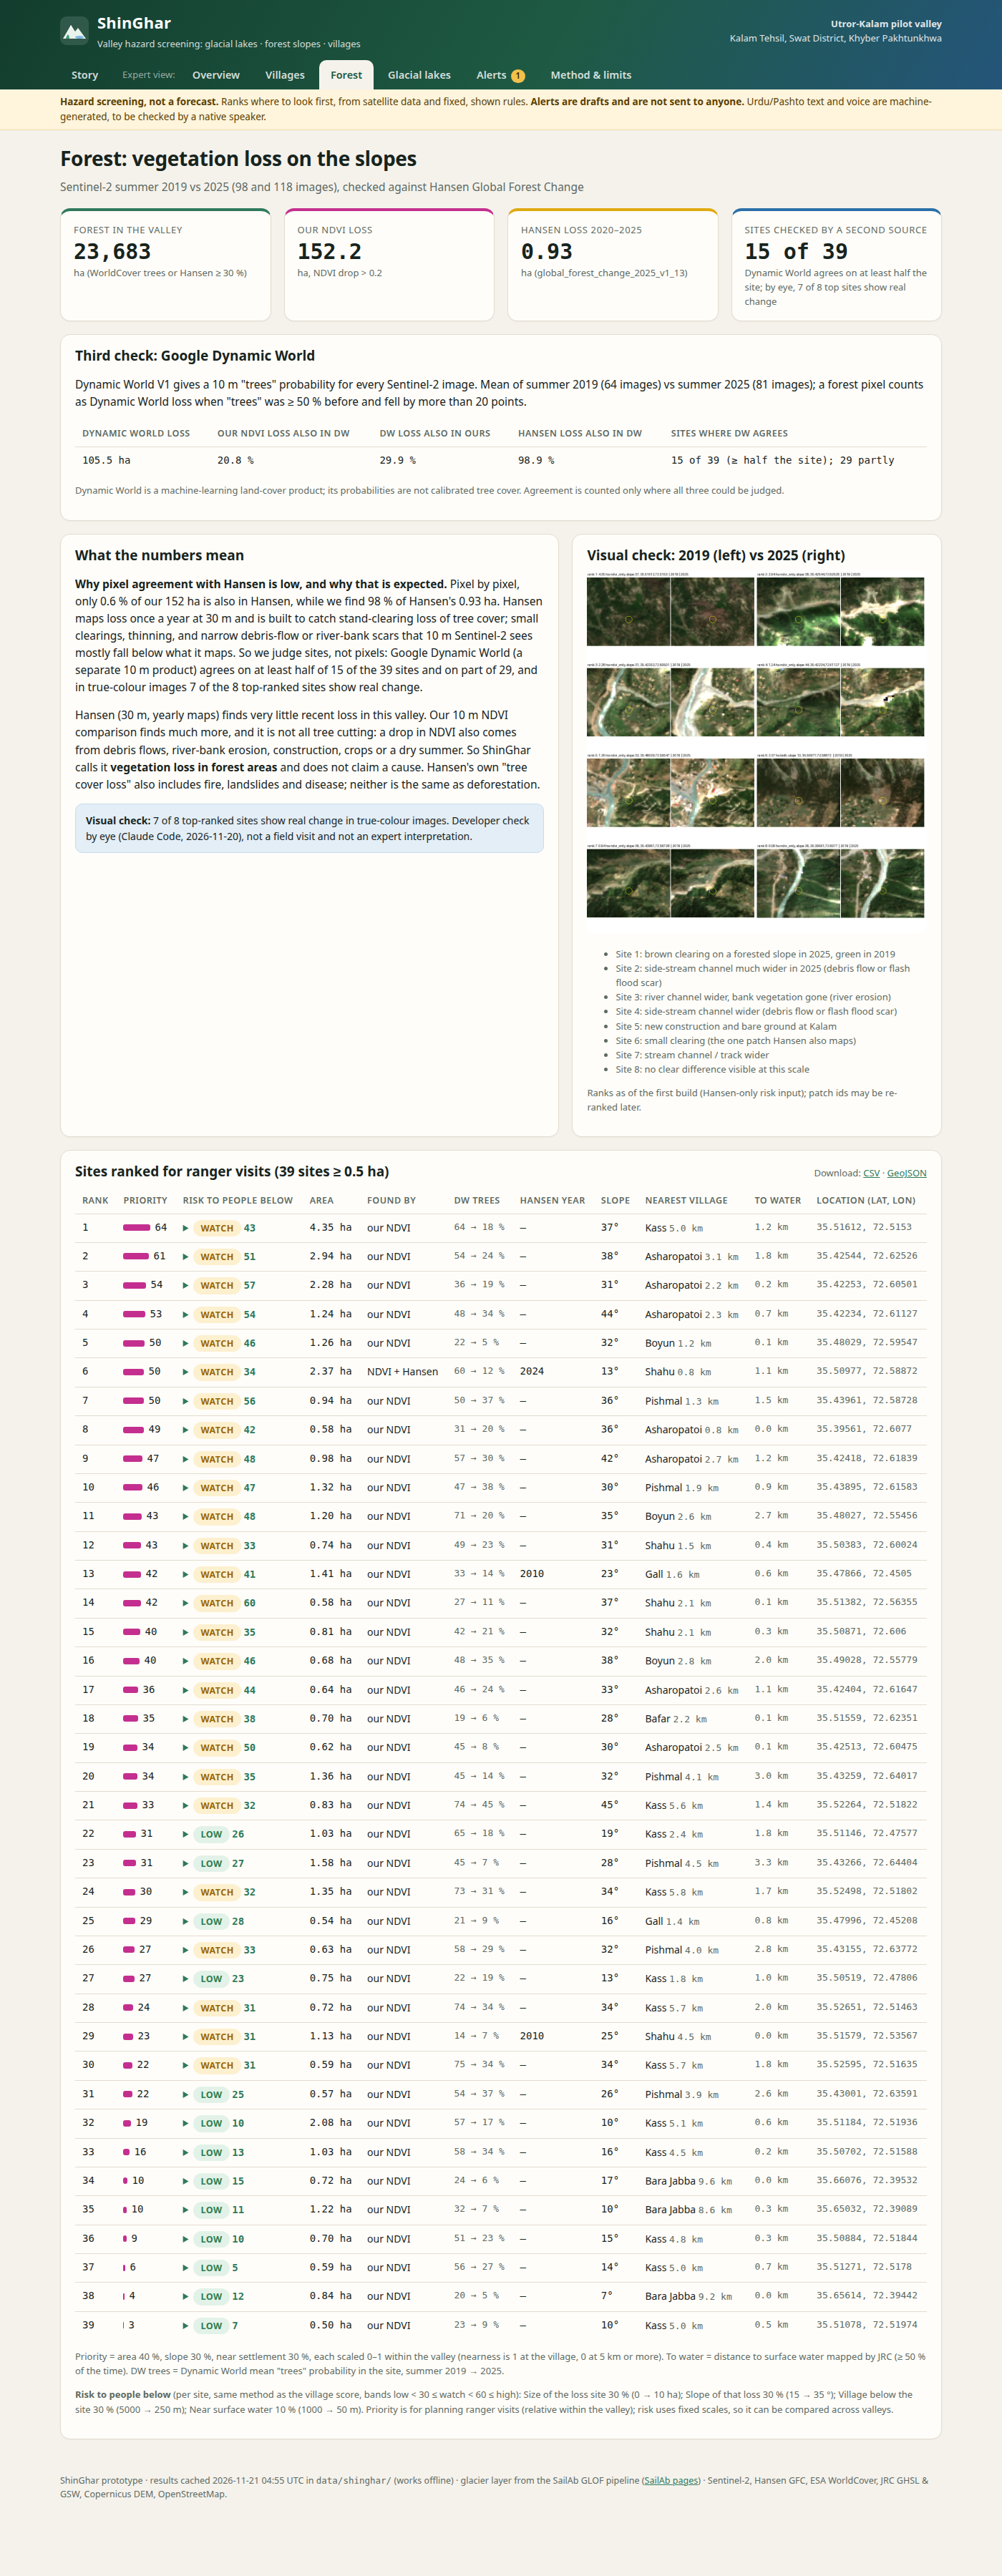 ShinGhar
Valley hazard screening: glacial lakes · forest slopes · villages
Utror-Kalam pilot valley
Kalam Tehsil, Swat District, Khyber Pakhtunkhwa
Story Expert view: Overview Villages Forest Glacial lakes Alerts 1 Method & limits
Hazard screening, not a forecast. Ranks where to look first, from satellite data and fixed, shown rules. Alerts are drafts and are not sent to anyone. Urdu/Pashto text and voice are machine-
generated, to be checked by a native speaker.
Forest: vegetation loss on the slopes
Sentinel-2 summer 2019 vs 2025 (98 and 118 images), checked against Hansen Global Forest Change
FOREST IN THE VALLEY
23,683
ha (WorldCover trees or Hansen ≥ 30 %)
OUR NDVI LOSS
152.2
ha, NDVI drop > 0.2
HANSEN LOSS 2020–2025
0.93
ha (global_forest_change_2025_v1_13)
SITES CHECKED BY A SECOND SOURCE
15 of 39
Dynamic World agrees on at least half the
site; by eye, 7 of 8 top sites show real
change
Third check: Google Dynamic World
Dynamic World V1 gives a 10 m "trees" probability for every Sentinel-2 image. Mean of summer 2019 (64 images) vs summer 2025 (81 images); a forest pixel counts
as Dynamic World loss when "trees" was ≥ 50 % before and fell by more than 20 points.
DYNAMIC WORLD LOSS OUR NDVI LOSS ALSO IN DW DW LOSS ALSO IN OURS HANSEN LOSS ALSO IN DW SITES WHERE DW AGREES
105.5 ha 20.8 % 29.9 % 98.9 % 15 of 39 (≥ half the site); 29 partly
Dynamic World is a machine-learning land-cover product; its probabilities are not calibrated tree cover. Agreement is counted only where all three could be judged.
What the numbers mean
Why pixel agreement with Hansen is low, and why that is expected. Pixel by pixel,
only 0.6 % of our 152 ha is also in Hansen, while we find 98 % of Hansen's 0.93 ha. Hansen
maps loss once a year at 30 m and is built to catch stand-clearing loss of tree cover; small
clearings, thinning, and narrow debris-flow or river-bank scars that 10 m Sentinel-2 sees
mostly fall below what it maps. So we judge sites, not pixels: Google Dynamic World (a
separate 10 m product) agrees on at least half of 15 of the 39 sites and on part of 29, and
in true-colour images 7 of the 8 top-ranked sites show real change.
Hansen (30 m, yearly maps) finds very little recent loss in this valley. Our 10 m NDVI
comparison finds much more, and it is not all tree cutting: a drop in NDVI also comes
from debris flows, river-bank erosion, construction, crops or a dry summer. So ShinGhar
calls it vegetation loss in forest areas and does not claim a cause. Hansen's own "tree
cover loss" also includes fire, landslides and disease; neither is the same as deforestation.
Visual check: 7 of 8 top-ranked sites show real change in true-colour images. Developer check
by eye (Claude Code, 2026-11-20), not a field visit and not an expert interpretation.
Visual check: 2019 (left) vs 2025 (right)
Site 1: brown clearing on a forested slope in 2025, green in 2019
Site 2: side-stream channel much wider in 2025 (debris flow or flash
flood scar)
Site 3: river channel wider, bank vegetation gone (river erosion)
Site 4: side-stream channel wider (debris flow or flash flood scar)
Site 5: new construction and bare ground at Kalam
Site 6: small clearing (the one patch Hansen also maps)
Site 7: stream channel / track wider
Site 8: no clear difference visible at this scale
Ranks as of the first build (Hansen-only risk input); patch ids may be re-
ranked later.
Sites ranked for ranger visits (39 sites ≥ 0.5 ha)
Download: CSV · GeoJSON
RANK PRIORITY RISK TO PEOPLE BELOW AREA FOUND BY DW TREES HANSEN YEAR SLOPE NEAREST VILLAGE TO WATER LOCATION (LAT, LON)
1 64 WATCH 43 4.35 ha our NDVI 64 → 18 % — 37° Kass 5.0 km 1.2 km 35.51612, 72.5153
2 61 WATCH 51 2.94 ha our NDVI 54 → 24 % — 38° Asharopatoi 3.1 km 1.8 km 35.42544, 72.62526
3 54 WATCH 57 2.28 ha our NDVI 36 → 19 % — 31° Asharopatoi 2.2 km 0.2 km 35.42253, 72.60501
4 53 WATCH 54 1.24 ha our NDVI 48 → 34 % — 44° Asharopatoi 2.3 km 0.7 km 35.42234, 72.61127
5 50 WATCH 46 1.26 ha our NDVI 22 → 5 % — 32° Boyun 1.2 km 0.1 km 35.48029, 72.59547
6 50 WATCH 34 2.37 ha NDVI + Hansen 60 → 12 % 2024 13° Shahu 0.8 km 1.1 km 35.50977, 72.58872
7 50 WATCH 56 0.94 ha our NDVI 50 → 37 % — 36° Pishmal 1.3 km 1.5 km 35.43961, 72.58728
8 49 WATCH 42 0.58 ha our NDVI 31 → 20 % — 36° Asharopatoi 0.8 km 0.0 km 35.39561, 72.6077
9 47 WATCH 48 0.98 ha our NDVI 57 → 30 % — 42° Asharopatoi 2.7 km 1.2 km 35.42418, 72.61839
10 46 WATCH 47 1.32 ha our NDVI 47 → 38 % — 30° Pishmal 1.9 km 0.9 km 35.43895, 72.61583
11 43 WATCH 48 1.20 ha our NDVI 71 → 20 % — 35° Boyun 2.6 km 2.7 km 35.48027, 72.55456
12 43 WATCH 33 0.74 ha our NDVI 49 → 23 % — 31° Shahu 1.5 km 0.4 km 35.50383, 72.60024
13 42 WATCH 41 1.41 ha our NDVI 33 → 14 % 2010 23° Gall 1.6 km 0.6 km 35.47866, 72.4505
14 42 WATCH 60 0.58 ha our NDVI 27 → 11 % — 37° Shahu 2.1 km 0.1 km 35.51382, 72.56355
15 40 WATCH 35 0.81 ha our NDVI 42 → 21 % — 32° Shahu 2.1 km 0.3 km 35.50871, 72.606
16 40 WATCH 46 0.68 ha our NDVI 48 → 35 % — 38° Boyun 2.8 km 2.0 km 35.49028, 72.55779
17 36 WATCH 44 0.64 ha our NDVI 46 → 24 % — 33° Asharopatoi 2.6 km 1.1 km 35.42404, 72.61647
18 35 WATCH 38 0.70 ha our NDVI 19 → 6 % — 28° Bafar 2.2 km 0.1 km 35.51559, 72.62351
19 34 WATCH 50 0.62 ha our NDVI 45 → 8 % — 30° Asharopatoi 2.5 km 0.1 km 35.42513, 72.60475
20 34 WATCH 35 1.36 ha our NDVI 45 → 14 % — 32° Pishmal 4.1 km 3.0 km 35.43259, 72.64017
21 33 WATCH 32 0.83 ha our NDVI 74 → 45 % — 45° Kass 5.6 km 1.4 km 35.52264, 72.51822
22 31 LOW 26 1.03 ha our NDVI 65 → 18 % — 19° Kass 2.4 km 1.8 km 35.51146, 72.47577
23 31 LOW 27 1.58 ha our NDVI 45 → 7 % — 28° Pishmal 4.5 km 3.3 km 35.43266, 72.64404
24 30 WATCH 32 1.35 ha our NDVI 73 → 31 % — 34° Kass 5.8 km 1.7 km 35.52498, 72.51802
25 29 LOW 28 0.54 ha our NDVI 21 → 9 % — 16° Gall 1.4 km 0.8 km 35.47996, 72.45208
26 27 WATCH 33 0.63 ha our NDVI 58 → 29 % — 32° Pishmal 4.0 km 2.8 km 35.43155, 72.63772
27 27 LOW 23 0.75 ha our NDVI 22 → 19 % — 13° Kass 1.8 km 1.0 km 35.50519, 72.47806
28 24 WATCH 31 0.72 ha our NDVI 74 → 34 % — 34° Kass 5.7 km 2.0 km 35.52651, 72.51463
29 23 WATCH 31 1.13 ha our NDVI 14 → 7 % 2010 25° Shahu 4.5 km 0.0 km 35.51579, 72.53567
30 22 WATCH 31 0.59 ha our NDVI 75 → 34 % — 34° Kass 5.7 km 1.8 km 35.52595, 72.51635
31 22 LOW 25 0.57 ha our NDVI 54 → 37 % — 26° Pishmal 3.9 km 2.6 km 35.43001, 72.63591
32 19 LOW 10 2.08 ha our NDVI 57 → 17 % — 10° Kass 5.1 km 0.6 km 35.51184, 72.51936
33 16 LOW 13 1.03 ha our NDVI 58 → 34 % — 16° Kass 4.5 km 0.2 km 35.50702, 72.51588
34 10 LOW 15 0.72 ha our NDVI 24 → 6 % — 17° Bara Jabba 9.6 km 0.0 km 35.66076, 72.39532
35 10 LOW 11 1.22 ha our NDVI 32 → 7 % — 10° Bara Jabba 8.6 km 0.3 km 35.65032, 72.39089
36 9 LOW 10 0.70 ha our NDVI 51 → 23 % — 15° Kass 4.8 km 0.3 km 35.50884, 72.51844
37 6 LOW 5 0.59 ha our NDVI 56 → 27 % — 14° Kass 5.0 km 0.7 km 35.51271, 72.5178
38 4 LOW 12 0.84 ha our NDVI 20 → 5 % — 7° Bara Jabba 9.2 km 0.0 km 35.65614, 72.39442
39 3 LOW 7 0.50 ha our NDVI 23 → 9 % — 10° Kass 5.0 km 0.5 km 35.51078, 72.51974
Priority = area 40 %, slope 30 %, near settlement 30 %, each scaled 0–1 within the valley (nearness is 1 at the village, 0 at 5 km or more). To water = distance to surface water mapped by JRC (≥ 50 %
of the time). DW trees = Dynamic World mean "trees" probability in the site, summer 2019 → 2025.
Risk to people below (per site, same method as the village score, bands low < 30 ≤ watch < 60 ≤ high): Size of the loss site 30 % (0 → 10 ha); Slope of that loss 30 % (15 → 35 °); Village below the
site 30 % (5000 → 250 m); Near surface water 10 % (1000 → 50 m). Priority is for planning ranger visits (relative within the valley); risk uses fixed scales, so it can be compared across valleys.
ShinGhar prototype · results cached 2026-11-21 04:55 UTC in data/shinghar/ (works offline) · glacier layer from the SailAb GLOF pipeline (SailAb pages) · Sentinel-2, Hansen GFC, ESA WorldCover, JRC GHSL &
GSW, Copernicus DEM, OpenStreetMap.